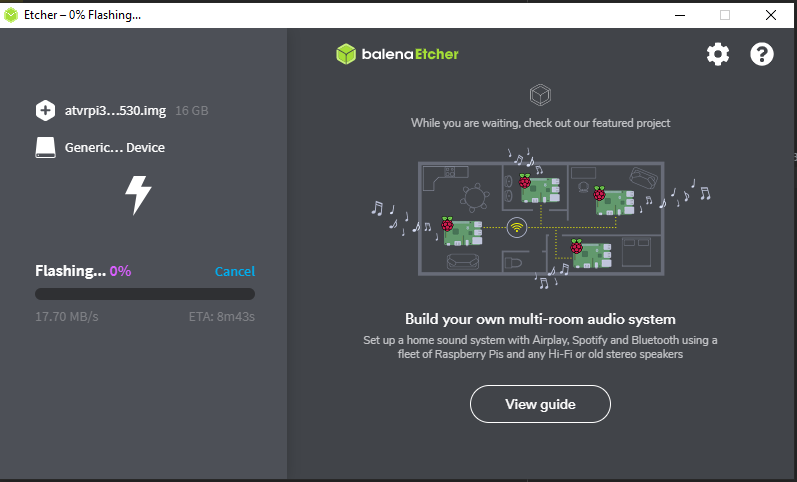 Etcher – 0% Flashing...
balenaEtcher
atvrpi3...530.img 16 GB
Generic... Device
Flashing... 0% Cancel
17.70 MB/s ETA: 8m43s
While you are waiting, check out our featured project
Build your own multi-room audio system
Set up a home sound system with Airplay, Spotify and Bluetooth using a
fleet of Raspberry Pis and any Hi-Fi or old stereo speakers
View guide